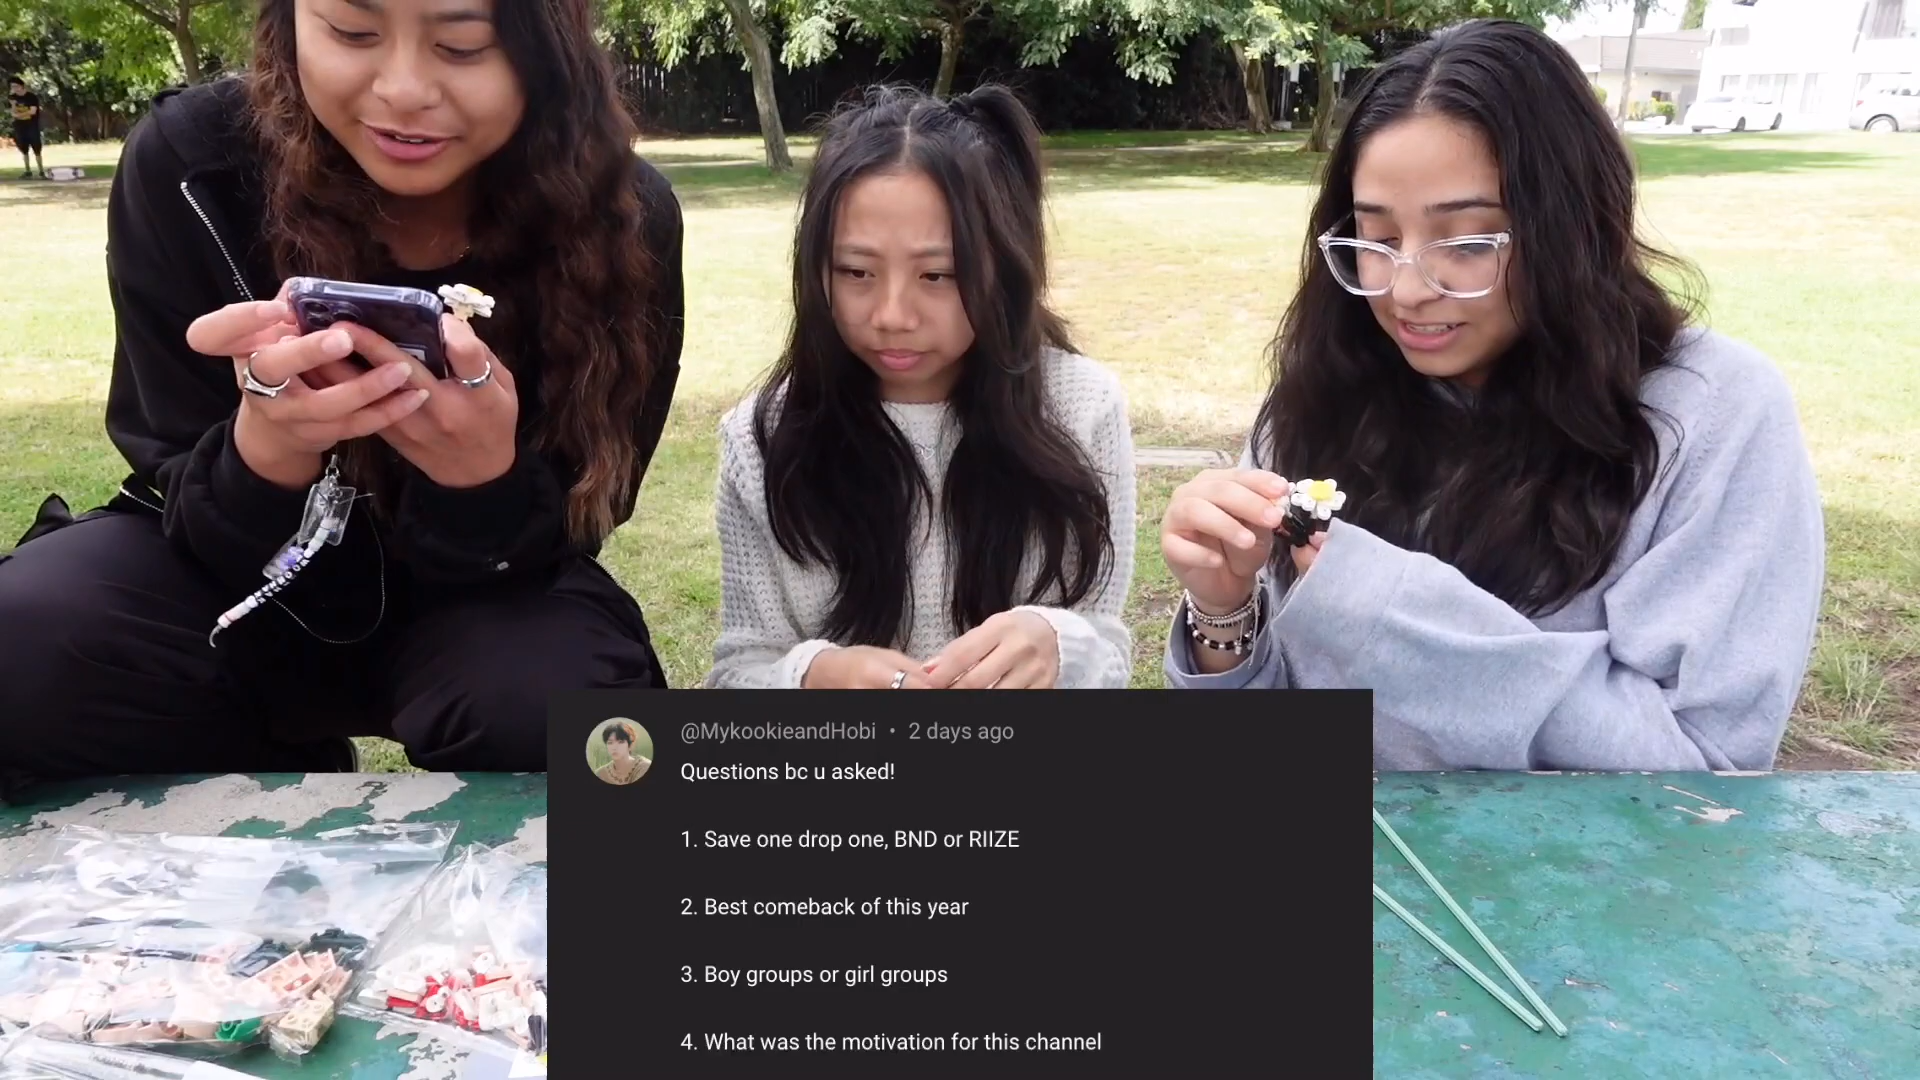 @MykookieandHobi • 2 days ago
Questions bc u asked!
1. Save one drop one, BND or RIIZE
2. Best comeback of this year
3. Boy groups or girl groups
4. What was the motivation for this channel